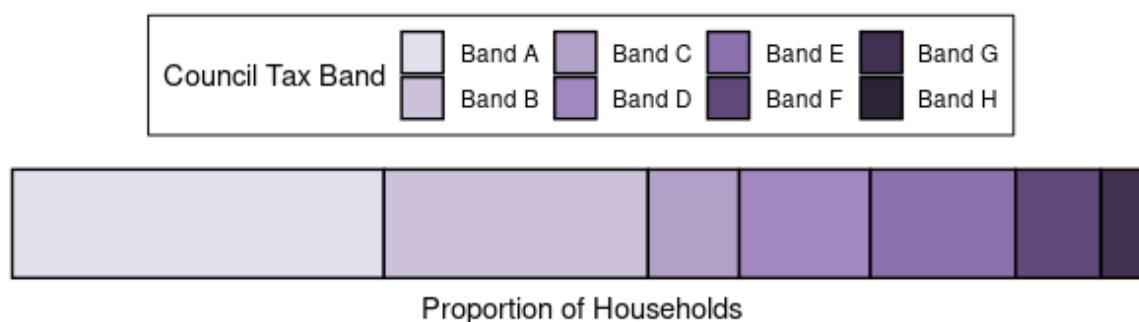 Council Tax Band
Band A
Band C
Band E
Band G
Band B
Band D
Band F
Band H
Proportion of Households